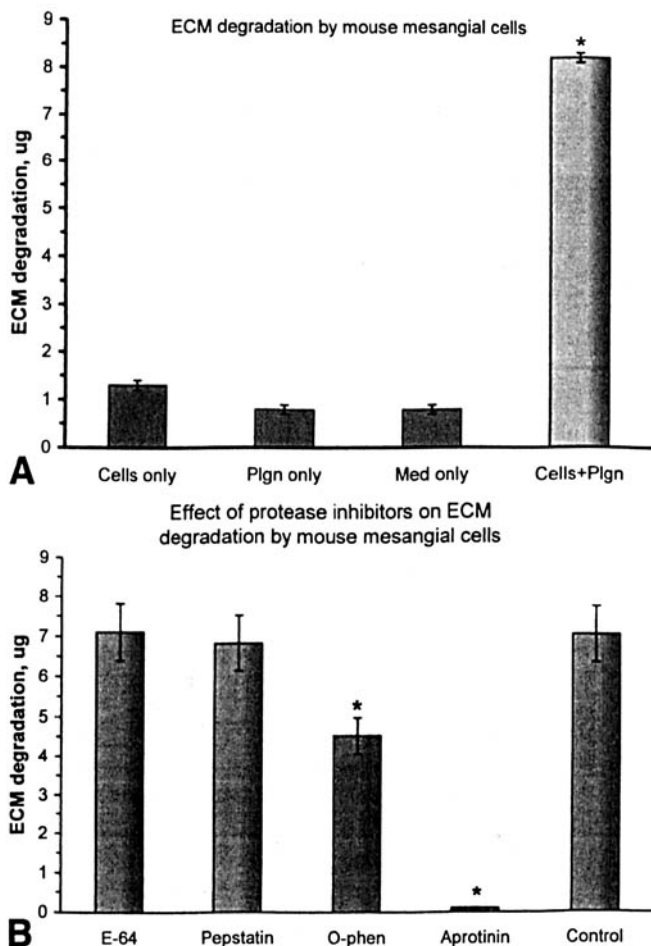 ECM degradation by mouse mesangial cells
ECM degradation, ug
9
8
7
6
5
4
3
2
1
0
*
Cells only Plgn only Med only Cells+Plgn
A
Effect of protease inhibitors on ECM
degradation by mouse mesangial cells
ECM degradation, ug
9
8
7
6
5
4
3
2
1
0
*
*
E-64 Pepstatin O-phen Aprotinin Control
B